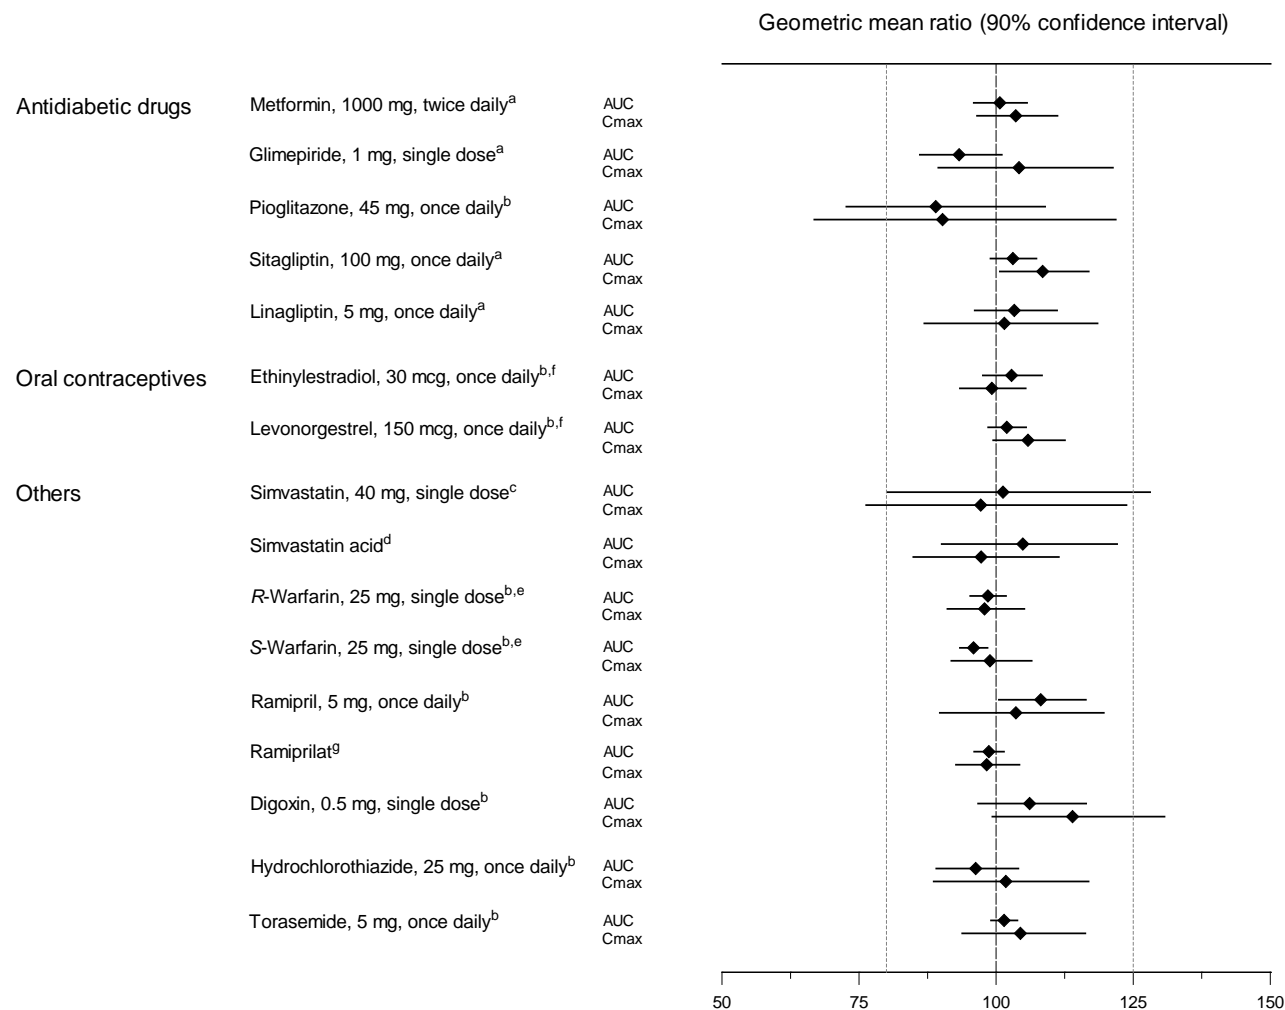 Geometric mean ratio (90% confidence interval)
Antidiabetic drugs Metformin, 1000 mg, twice daily^a AUC
Cmax
Glimepiride, 1 mg, single dose^a AUC
Cmax
Pioglitazone, 45 mg, once daily^b AUC
Cmax
Sitagliptin, 100 mg, once daily^a AUC
Cmax
Linagliptin, 5 mg, once daily^a AUC
Cmax
Oral contraceptives Ethinylestradiol, 30 mcg, once daily^b,f AUC
Cmax
Levonorgestrel, 150 mcg, once daily^b,f AUC
Cmax
Others Simvastatin, 40 mg, single dose^c AUC
Cmax
Simvastatin acid^d AUC
Cmax
R-Warfarin, 25 mg, single dose^b,e AUC
Cmax
S-Warfarin, 25 mg, single dose^b,e AUC
Cmax
Ramipril, 5 mg, once daily^b AUC
Cmax
Ramiprilat^g AUC
Cmax
Digoxin, 0.5 mg, single dose^b AUC
Cmax
Hydrochlorothiazide, 25 mg, once daily^b AUC
Cmax
Torasemide, 5 mg, once daily^b AUC
Cmax
50 75 100 125 150